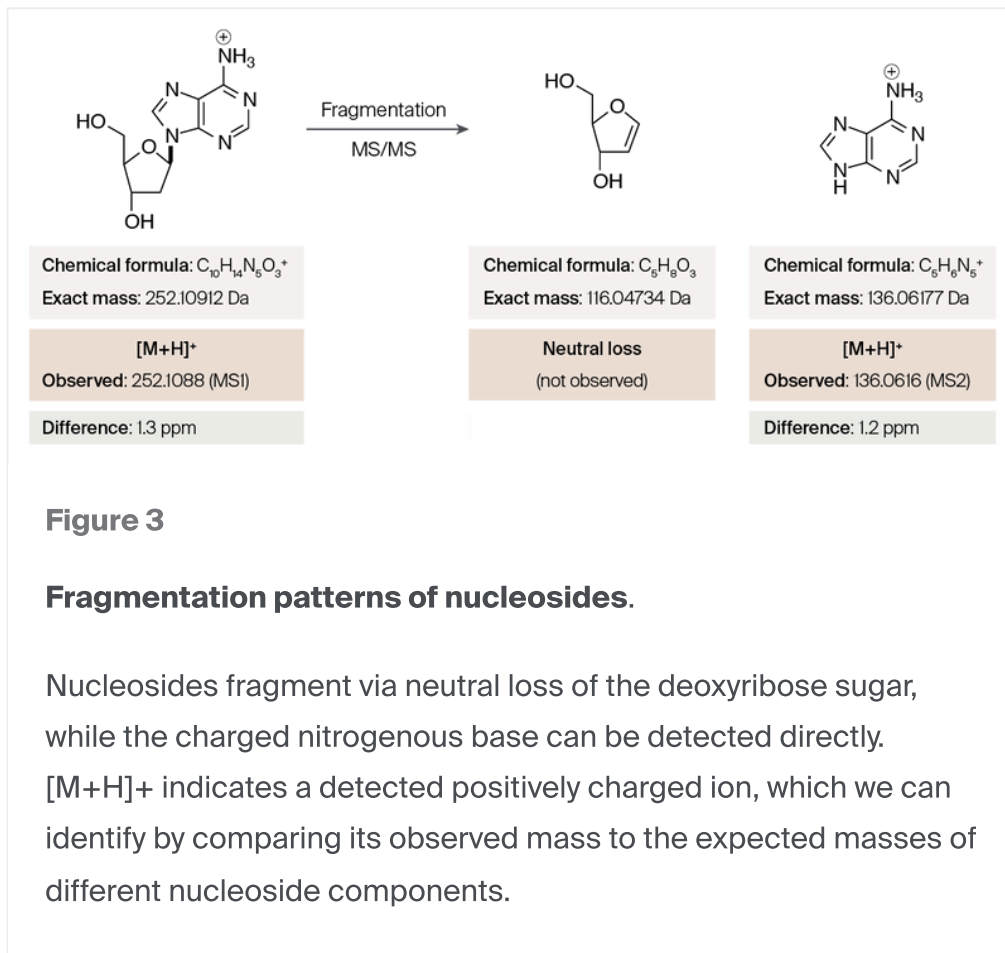 ⊕
NH₃
N
N
N
N
HO
O
OH
Fragmentation
MS/MS
HO
O
OH
⊕
NH₃
N
N
N
H
N
Chemical formula: C₁₀H₁₄N₅O₃⁺
Exact mass: 252.10912 Da
[M+H]⁺
Observed: 252.1088 (MS1)
Difference: 1.3 ppm
Chemical formula: C₅H₈O₃
Exact mass: 116.04734 Da
Neutral loss
(not observed)
Chemical formula: C₅H₆N₅⁺
Exact mass: 136.06177 Da
[M+H]⁺
Observed: 136.0616 (MS2)
Difference: 1.2 ppm
Figure 3
Fragmentation patterns of nucleosides.
Nucleosides fragment via neutral loss of the deoxyribose sugar,
while the charged nitrogenous base can be detected directly.
[M+H]+ indicates a detected positively charged ion, which we can
identify by comparing its observed mass to the expected masses of
different nucleoside components.